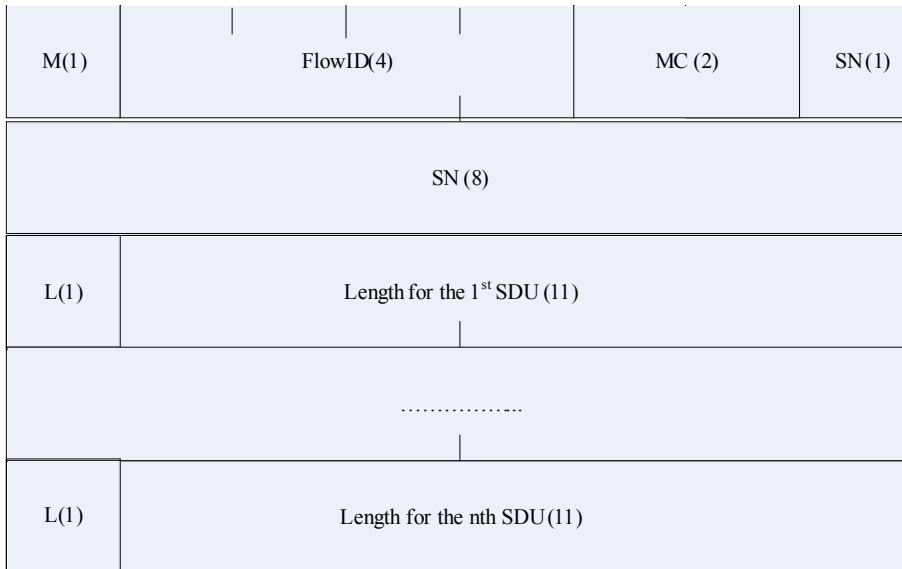 M(1) FlowID(4) MC (2) SN(1)
SN (8)
L(1) Length for the 1st SDU (11)
………………...
L(1) Length for the nth SDU(11)